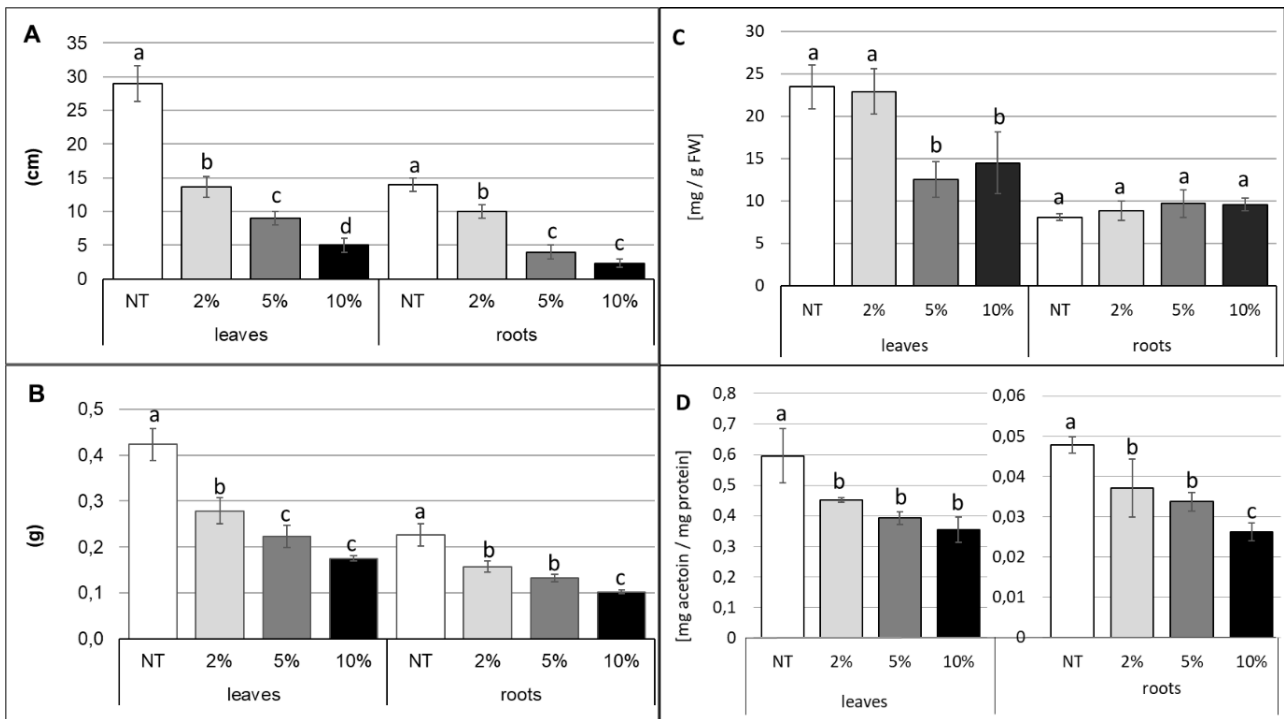 A
35
30
25
20
15
10
5
0
(cm)
a
b
c
d
a
b
c
c
NT 2% 5% 10% NT 2% 5% 10%
leaves roots
C
30
25
20
15
10
5
0
[mg / g FW]
a
a
b
b
a
a
a
a
NT 2% 5% 10% NT 2% 5% 10%
leaves roots
B
0,5
0,4
0,3
0,2
0,1
0,0
(g)
a
b
c
c
a
b
b
c
NT 2% 5% 10% NT 2% 5% 10%
leaves roots
D
0,8
0,7
0,6
0,5
0,4
0,3
0,2
0,1
0
[mg acetoin / mg protein]
a
b
b
b
NT 2% 5% 10%
leaves
0,06
0,05
0,04
0,03
0,02
0,01
0
a
b
b
c
NT 2% 5% 10%
roots